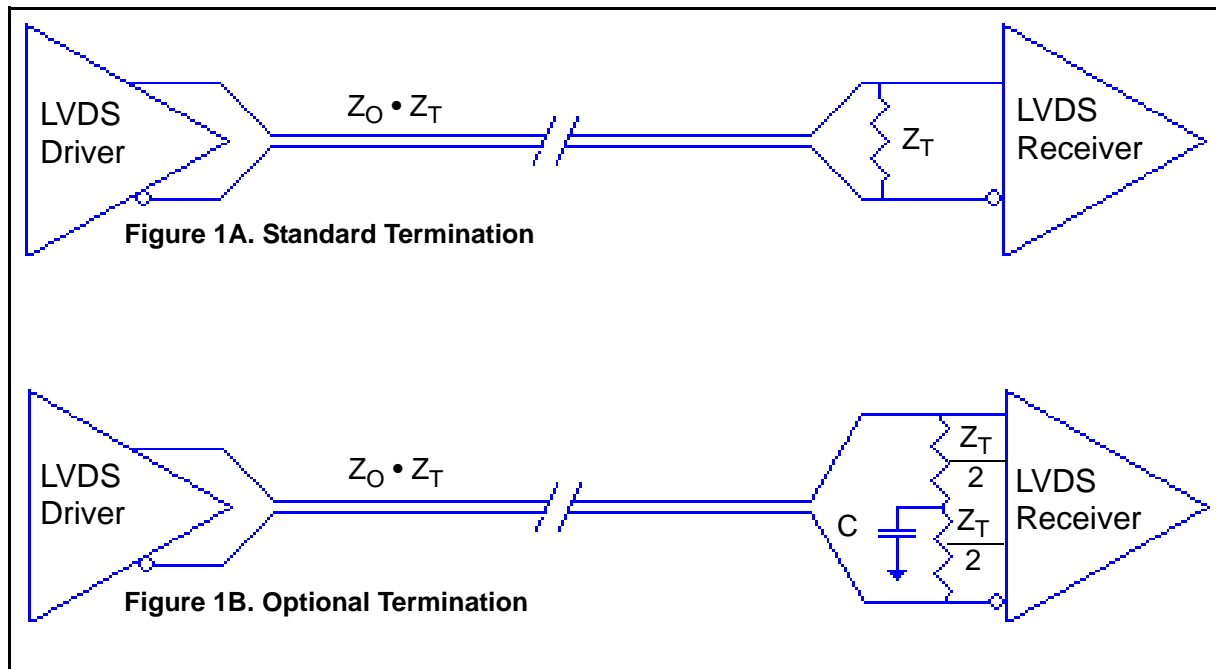 LVDS
Driver
Z_O • Z_T
Z_T
LVDS
Receiver
Figure 1A. Standard Termination
LVDS
Driver
Z_O • Z_T
C
Z_T
2
Z_T
2
LVDS
Receiver
Figure 1B. Optional Termination